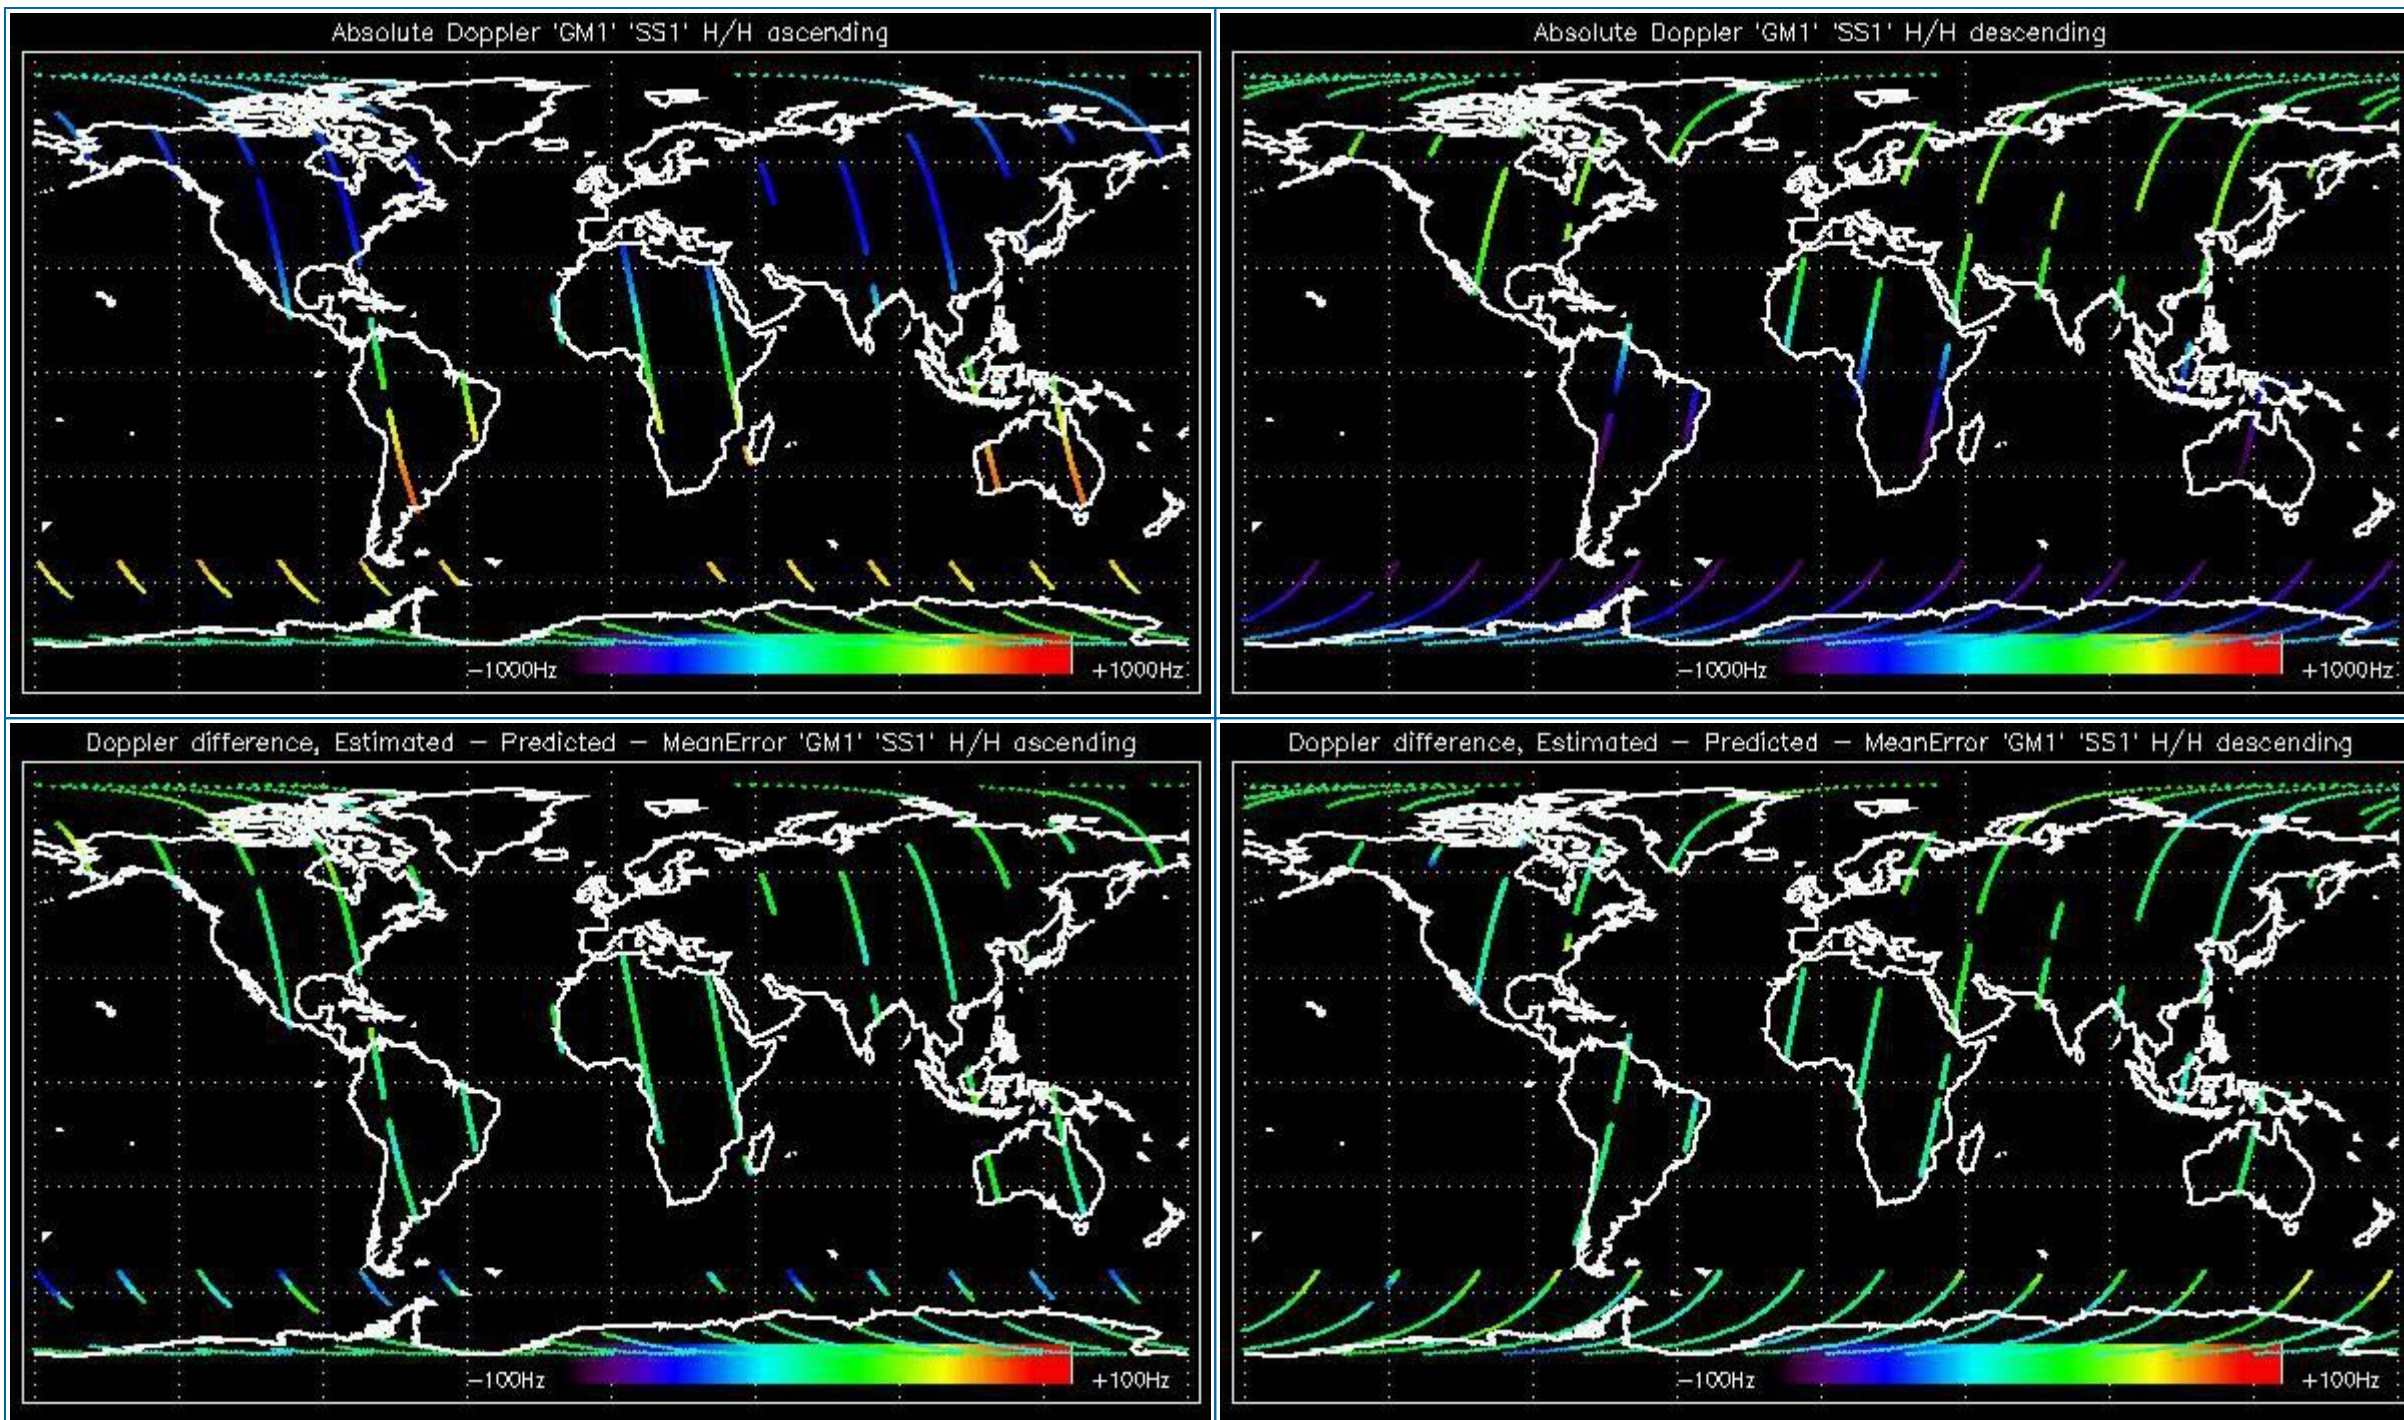 Absolute Doppler 'GM1' 'SS1' H/H ascending
−1000Hz
+1000Hz
Absolute Doppler 'GM1' 'SS1' H/H descending
−1000Hz
+1000Hz
Doppler difference, Estimated − Predicted − MeanError 'GM1' 'SS1' H/H ascending
−100Hz
+100Hz
Doppler difference, Estimated − Predicted − MeanError 'GM1' 'SS1' H/H descending
−100Hz
+100Hz